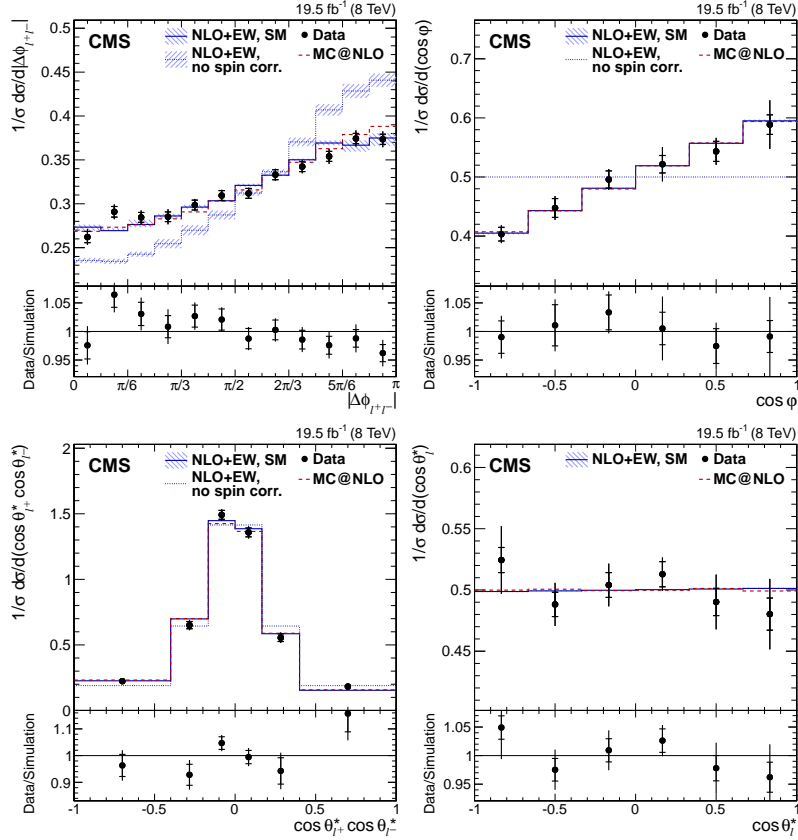 19.5 fb⁻¹ (8 TeV)
1/σ dσ/d|Δϕ_{l+l-}|
CMS
NLO+EW, SM
Data
NLO+EW,
no spin corr.
MC@NLO
0.5
0.45
0.4
0.35
0.3
0.25
Data/Simulation
1.05
1
0.95
0 π/6 π/3 π/2 2π/3 5π/6 π
|Δϕ_{l+l-}|
19.5 fb⁻¹ (8 TeV)
1/σ dσ/d(cos φ)
CMS
NLO+EW, SM
Data
NLO+EW,
no spin corr.
MC@NLO
0.6
0.5
0.4
Data/Simulation
1.05
1
0.95
-1 -0.5 0 0.5 1
cos φ
19.5 fb⁻¹ (8 TeV)
1/σ dσ/d(cos θ*_{l+} cos θ*_{l-})
CMS
NLO+EW, SM
Data
NLO+EW,
no spin corr.
MC@NLO
2
1.5
1
0.5
0
Data/Simulation
1.1
1
0.9
-1 -0.5 0 0.5 1
cos θ*_{l+} cos θ*_{l-}
19.5 fb⁻¹ (8 TeV)
1/σ dσ/d(cos θ*_l)
CMS
NLO+EW, SM
Data
MC@NLO
0.6
0.55
0.5
0.45
Data/Simulation
1.05
1
0.95
-1 -0.5 0 0.5 1
cos θ*_l